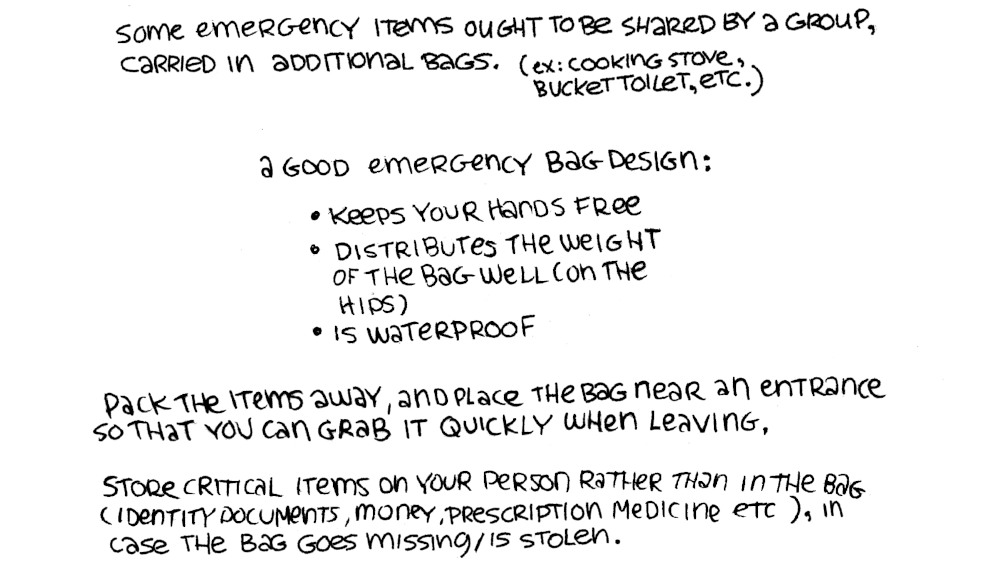 Some emergency items ought to be shared by a group,
carried in additional bags. (ex: cooking stove,
bucket toilet, etc.)
a good emergency bag design:
• Keeps your hands free
• Distributes the weight
of the bag well (on the
hips)
• is waterproof
Pack the items away, and place the bag near an entrance
so that you can grab it quickly when leaving.
Store critical items on your person rather than in the bag
(identity documents, money, prescription medicine etc), in
case the bag goes missing/is stolen.